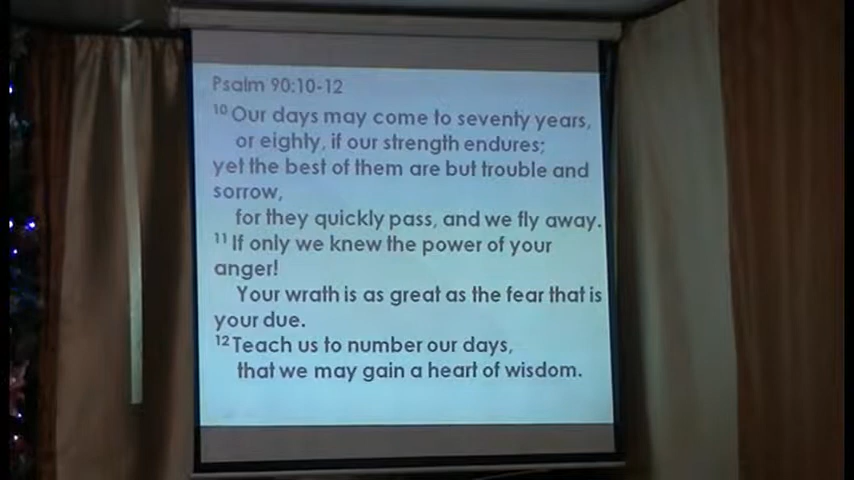 Psalm 90:10-12
10 Our days may come to seventy years,
or eighty, if our strength endures;
yet the best of them are but trouble and
sorrow,
for they quickly pass, and we fly away.
11 If only we knew the power of your
anger!
Your wrath is as great as the fear that is
your due.
12 Teach us to number our days,
that we may gain a heart of wisdom.